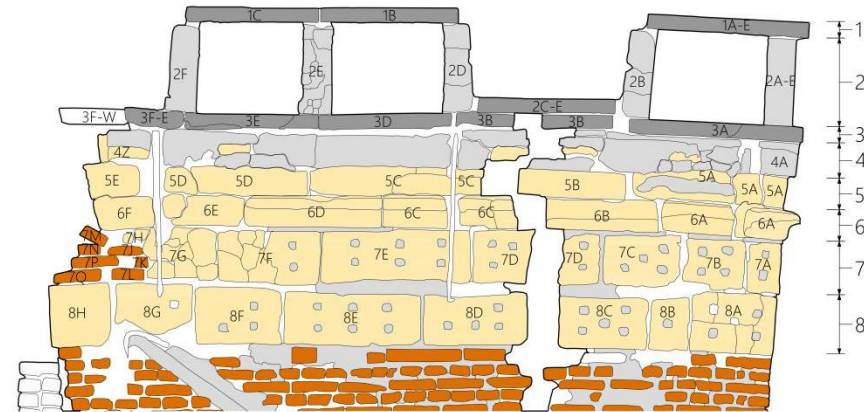 1C 1B 1A-E 1
2F 2E 2D 2B 2A-E 2
2C-E
3F-W 3F-E 3E 3D 3B 3B 3A 3
4Z 4A 4
5E 5D 5D 5C 5C 5B 5A 5A 5A 5
6F 6E 6D 6C 6C 6B 6A 6A 6
7M 7H
7N 7J
7P 7K 7G 7F 7E 7D 7D 7C 7B 7A 7
7Q 7L
8H 8G 8F 8E 8D 8C 8B 8A 8